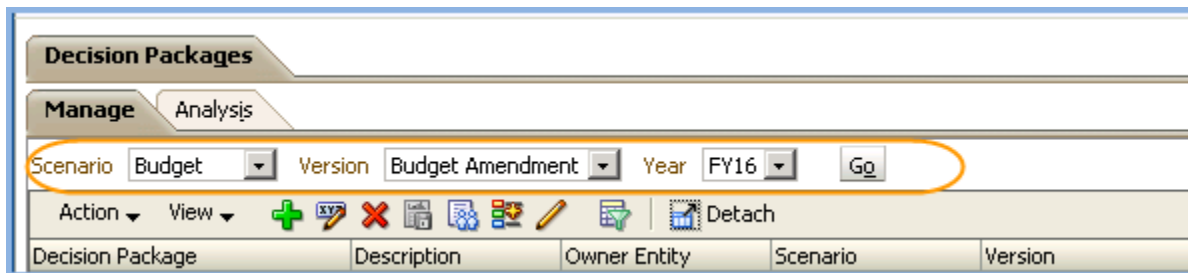 Decision Packages
Manage Analysis
Scenario Budget Version Budget Amendment Year FY16 Go
Action View XYZ Detach
Decision Package Description Owner Entity Scenario Version